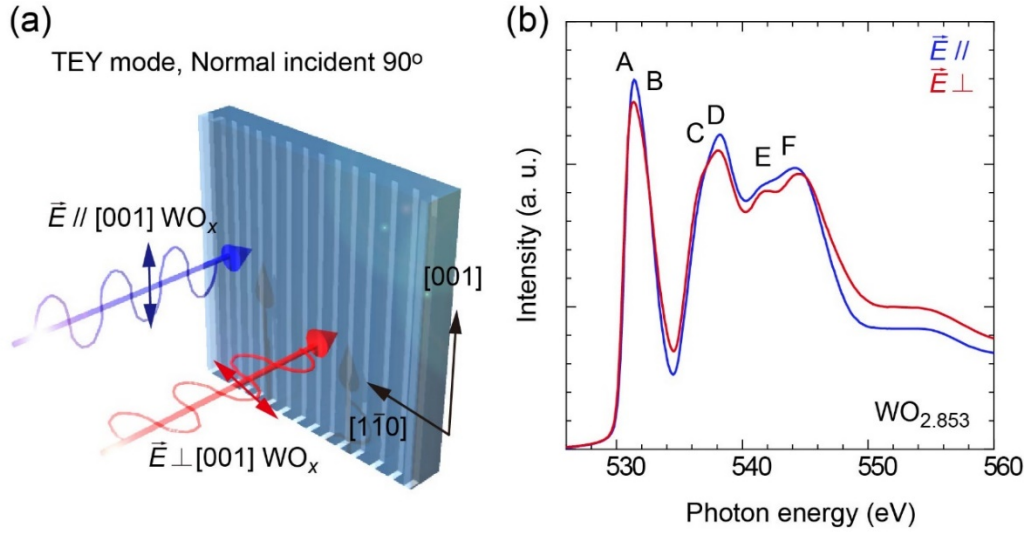 (a)
TEY mode, Normal incident 90º
E⃗ // [001] WOₓ
[001]
[11̄0]
E⃗ ⊥ [001] WOₓ
(b)
E⃗ //
E⃗ ⊥
A
B
C
D
E
F
Intensity (a. u.)
WO₂.₈₅₃
530
540
550
560
Photon energy (eV)